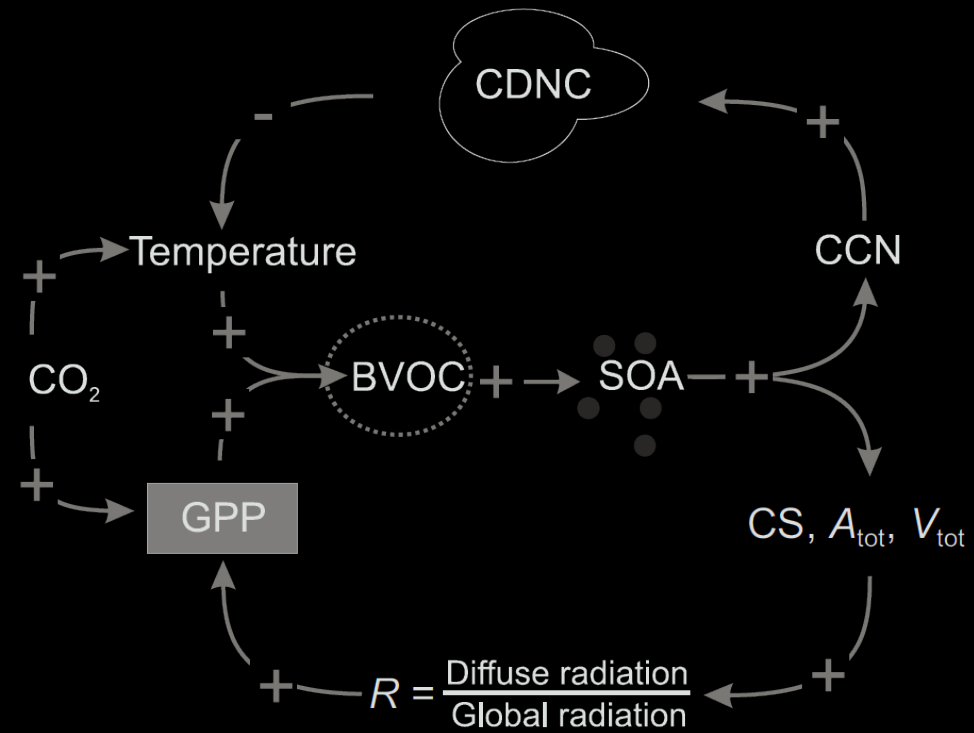 CDNC
-
+
Temperature
CCN
+
+
CO₂
BVOC
+
SOA
+
+
+
GPP
CS, Aₜₒₜ, Vₜₒₜ
+
+
R = Diffuse radiation
Global radiation